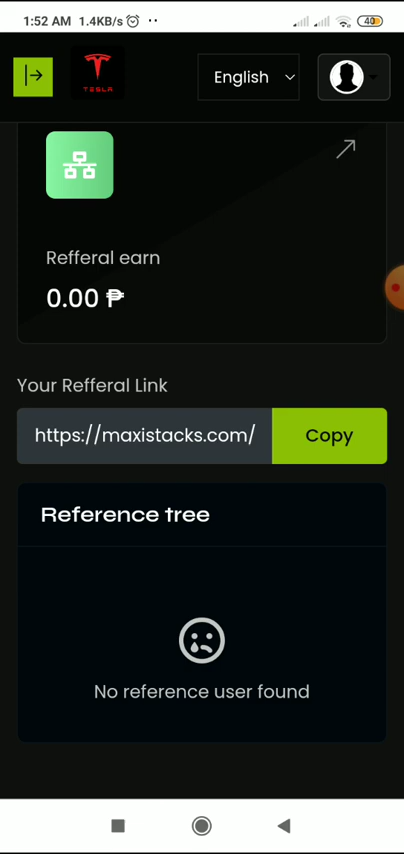 1:52 AM 1.4KB/s
40
TESLA
English
Refferal earn
0.00 ₱
Your Refferal Link
https://maxistacks.com/
Copy
Reference tree
No reference user found